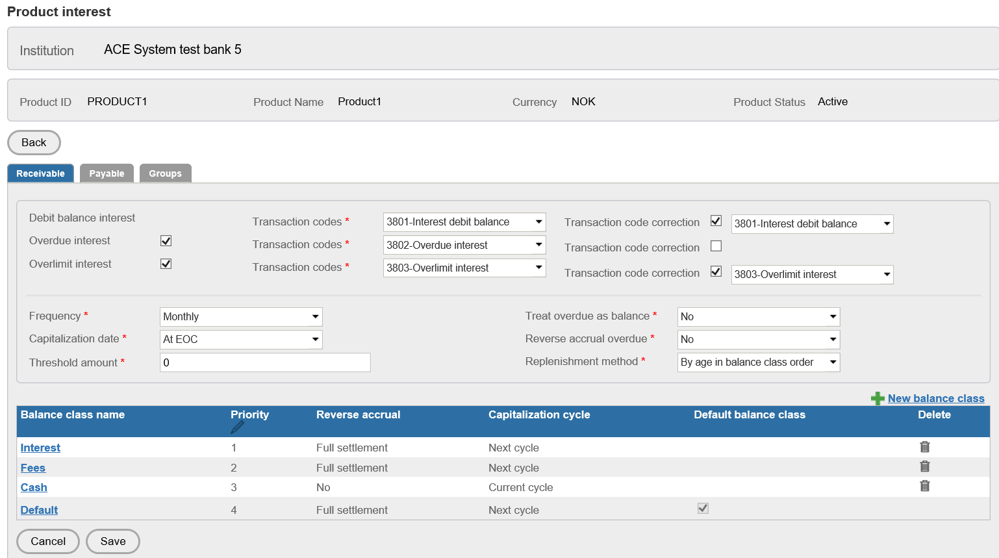 Product interest
Institution ACE System test bank 5
Product ID PRODUCT1 Product Name Product1 Currency NOK Product Status Active
Back
Receivable Payable Groups
Debit balance interest Transaction codes * 3801-Interest debit balance Transaction code correction 3801-Interest debit balance
Overdue interest Transaction codes * 3802-Overdue interest Transaction code correction
Overlimit interest Transaction codes * 3803-Overlimit interest Transaction code correction 3803-Overlimit interest
Frequency * Monthly Treat overdue as balance * No
Capitalization date * At EOC Reverse accrual overdue * No
Threshold amount * 0 Replenishment method * By age in balance class order
New balance class
Balance class name Priority Reverse accrual Capitalization cycle Default balance class Delete
Interest 1 Full settlement Next cycle
Fees 2 Full settlement Next cycle
Cash 3 No Current cycle
Default 4 Full settlement Next cycle
Cancel Save